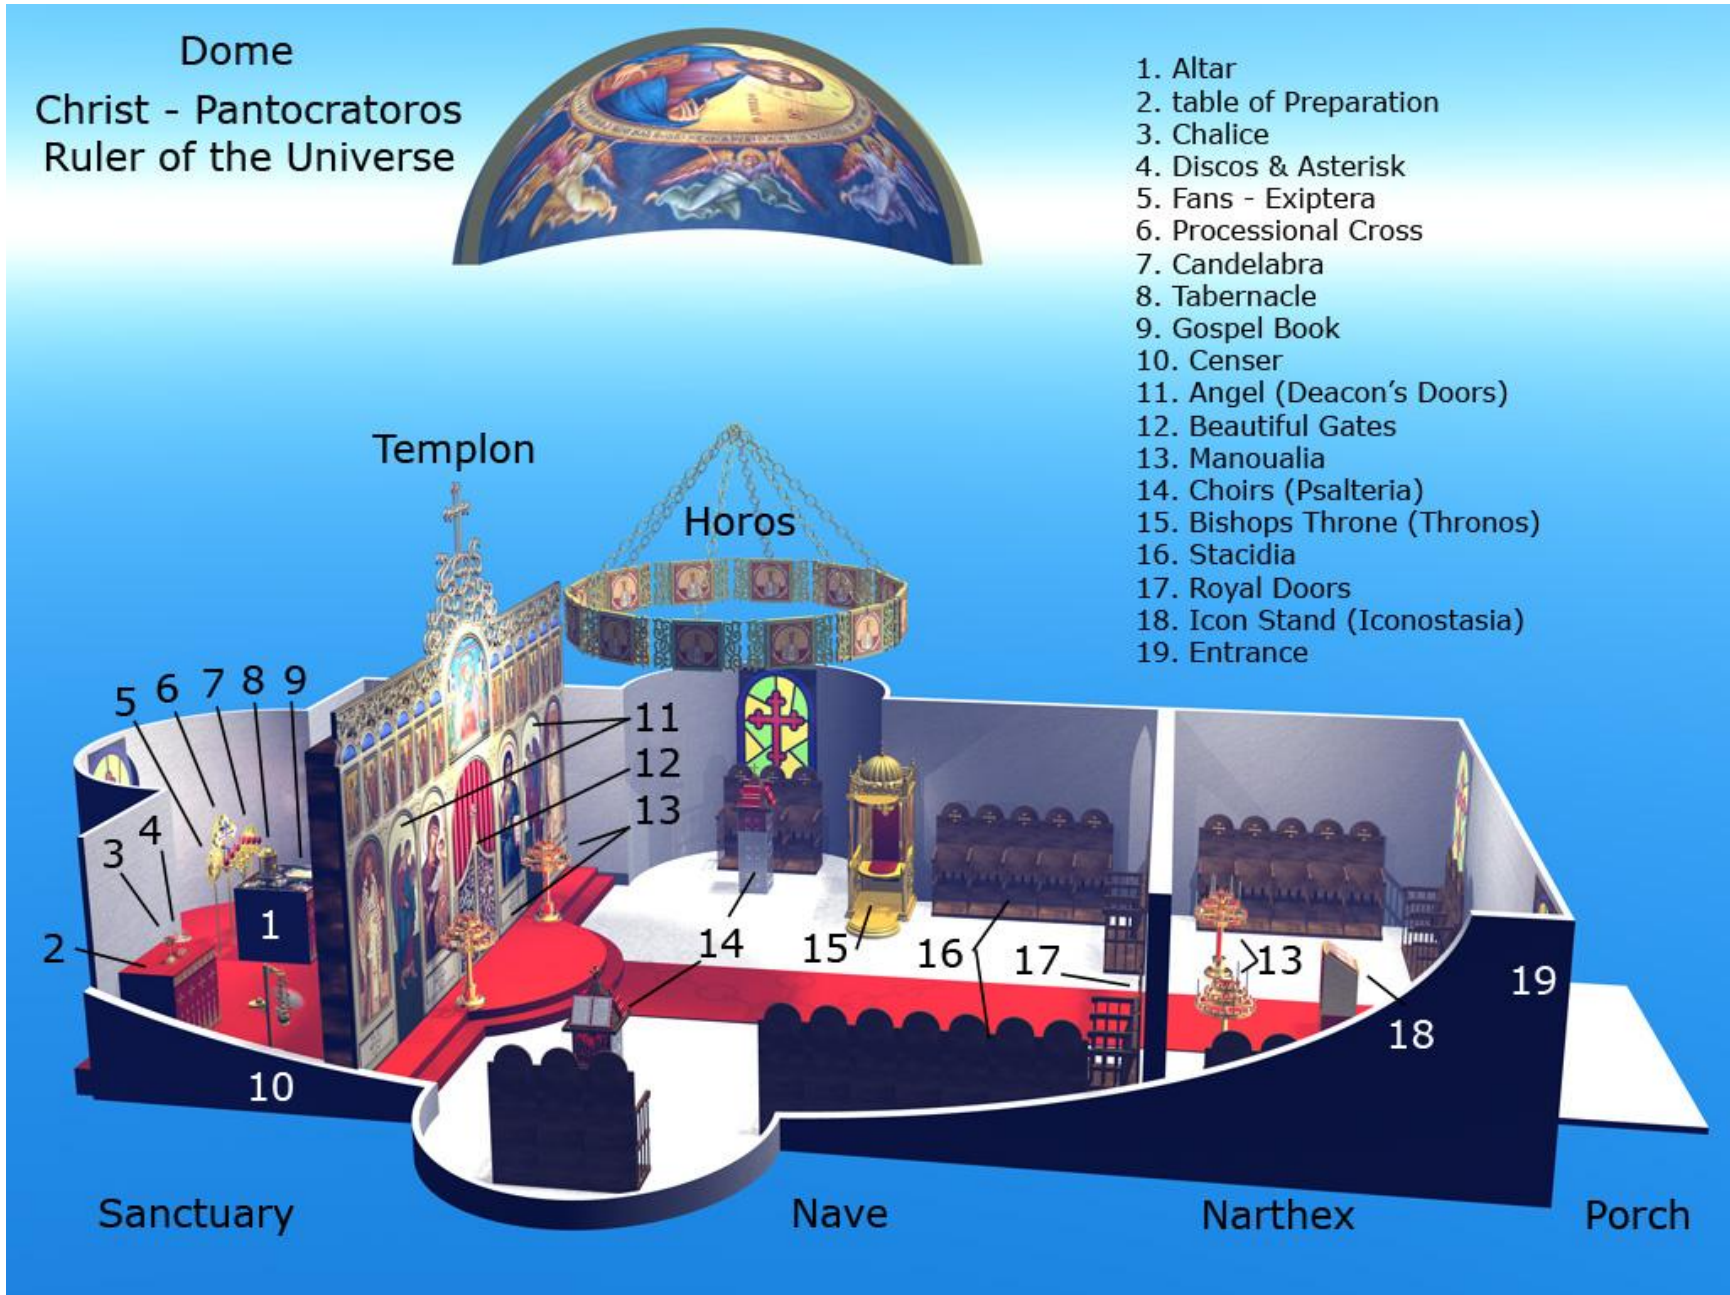 Dome
Christ - Pantocratoros
Ruler of the Universe
1. Altar
2. table of Preparation
3. Chalice
4. Discos & Asterisk
5. Fans - Exiptera
6. Processional Cross
7. Candelabra
8. Tabernacle
9. Gospel Book
10. Censer
11. Angel (Deacon's Doors)
12. Beautiful Gates
13. Manoualia
14. Choirs (Psalteria)
15. Bishops Throne (Thronos)
16. Stacidia
17. Royal Doors
18. Icon Stand (Iconostasia)
19. Entrance
Templon
Horos
5 6 7 8 9
11
12
13
3 4
1
2
14 15 16 17 13
19
18
10
Sanctuary Nave Narthex Porch